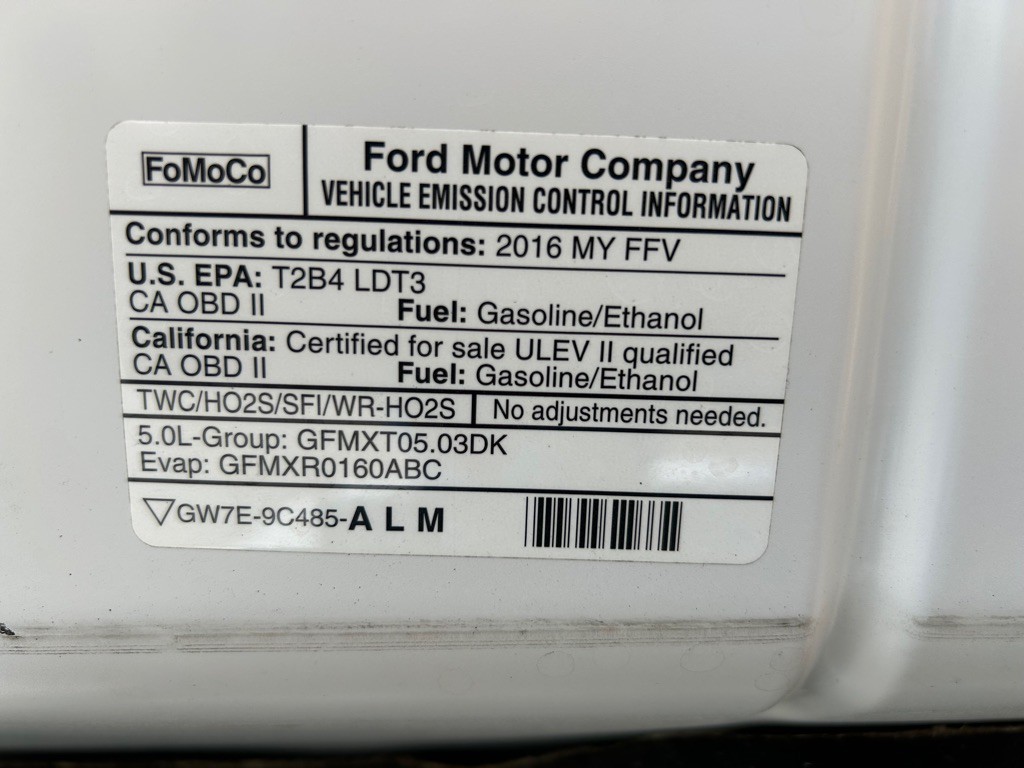 FoMoCo
Ford Motor Company
VEHICLE EMISSION CONTROL INFORMATION
Conforms to regulations: 2016 MY FFV
U.S. EPA: T2B4 LDT3
CA OBD II Fuel: Gasoline/Ethanol
California: Certified for sale ULEV II qualified
CA OBD II Fuel: Gasoline/Ethanol
TWC/HO2S/SFI/WR-HO2S No adjustments needed.
5.0L-Group: GFMXT05.03DK
Evap: GFMXR0160ABC
GW7E-9C485-A L M